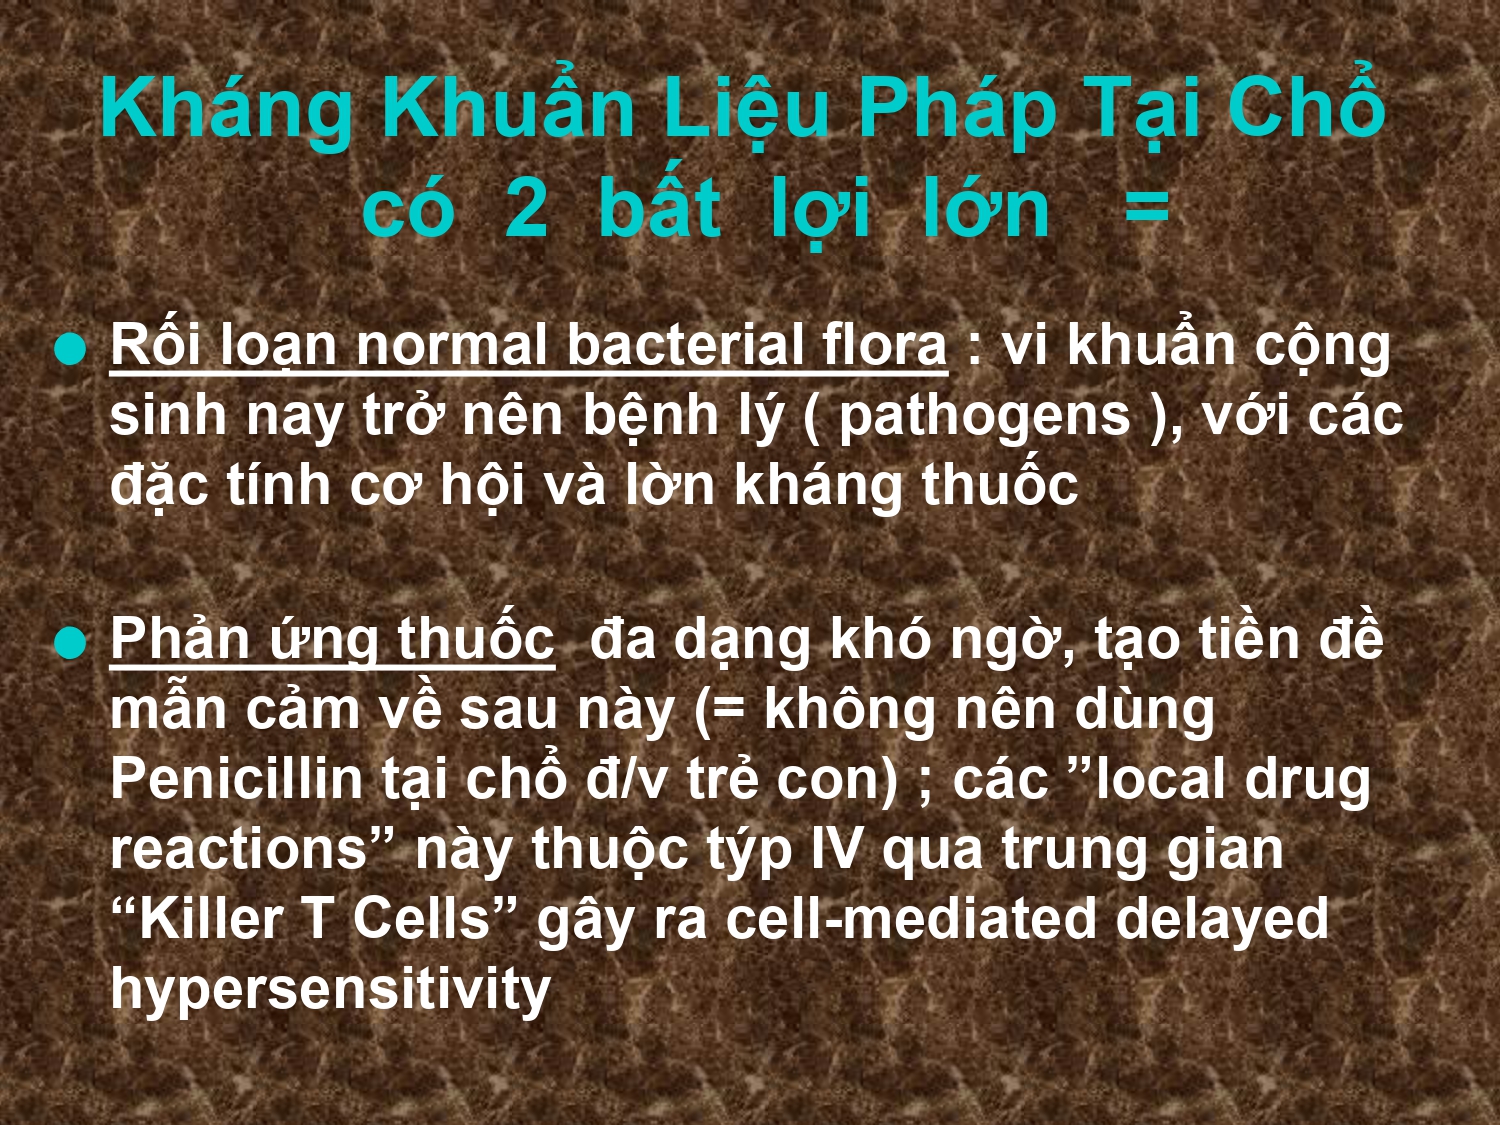 Kháng Khuẩn Liệu Pháp Tại Chổ
có 2 bất lợi lớn =
Rối loạn normal bacterial flora : vi khuẩn cộng
sinh nay trở nên bệnh lý ( pathogens ), với các
đặc tính cơ hội và lờn kháng thuốc
Phản ứng thuốc đa dạng khó ngờ, tạo tiền đề
mẫn cảm về sau này (= không nên dùng
Penicillin tại chổ đ/v trẻ con) ; các ”local drug
reactions” này thuộc týp IV qua trung gian
“Killer T Cells” gây ra cell-mediated delayed
hypersensitivity